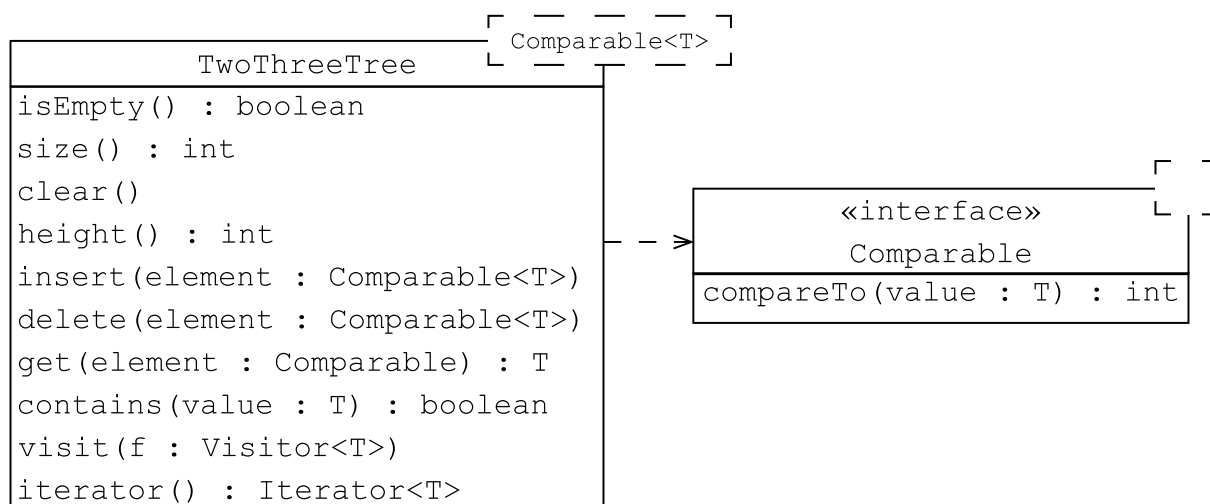 Comparable<T>
TwoThreeTree
isEmpty() : boolean
size() : int
clear()
height() : int
insert(element : Comparable<T>)
delete(element : Comparable<T>)
get(element : Comparable) : T
contains(value : T) : boolean
visit(f : Visitor<T>)
iterator() : Iterator<T>
«interface»
Comparable
compareTo(value : T) : int